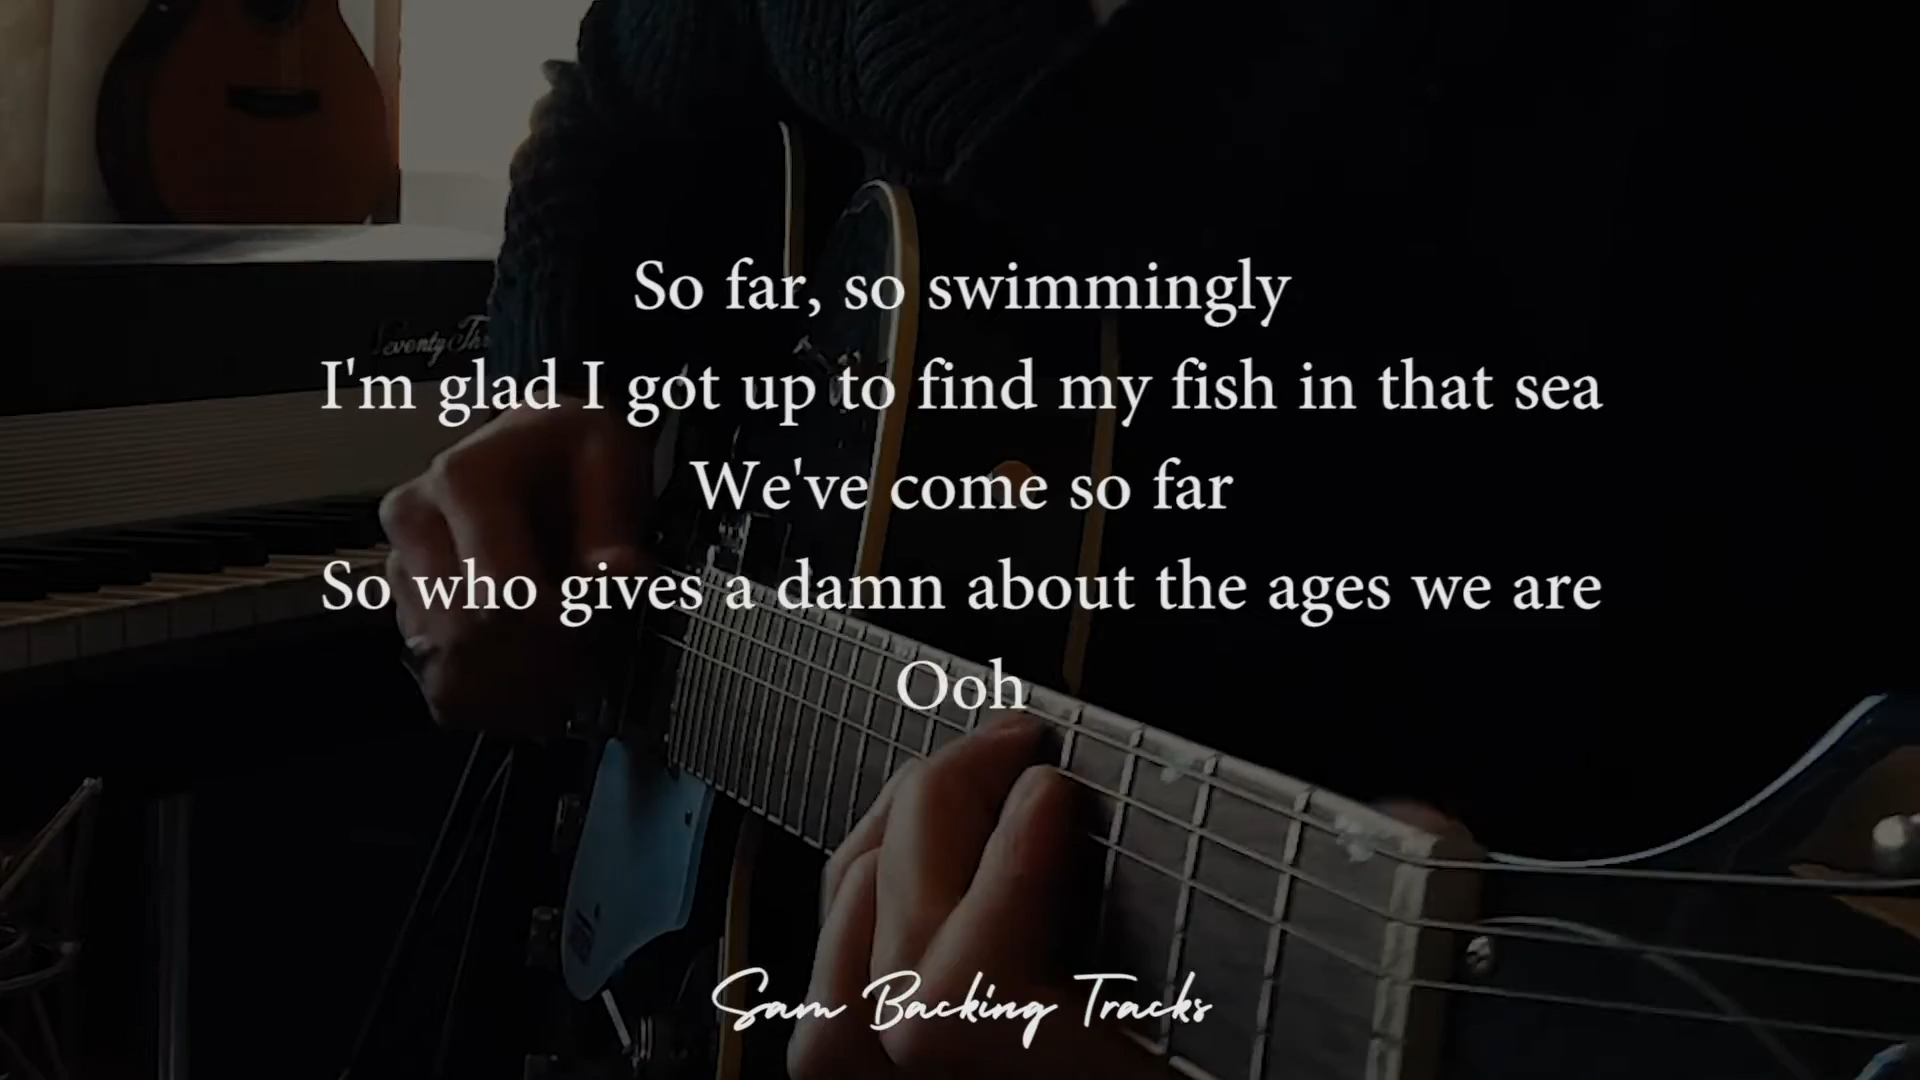 So far, so swimmingly
I'm glad I got up to find my fish in that sea
We've come so far
So who gives a damn about the ages we are
Ooh
Sam Backing Tracks